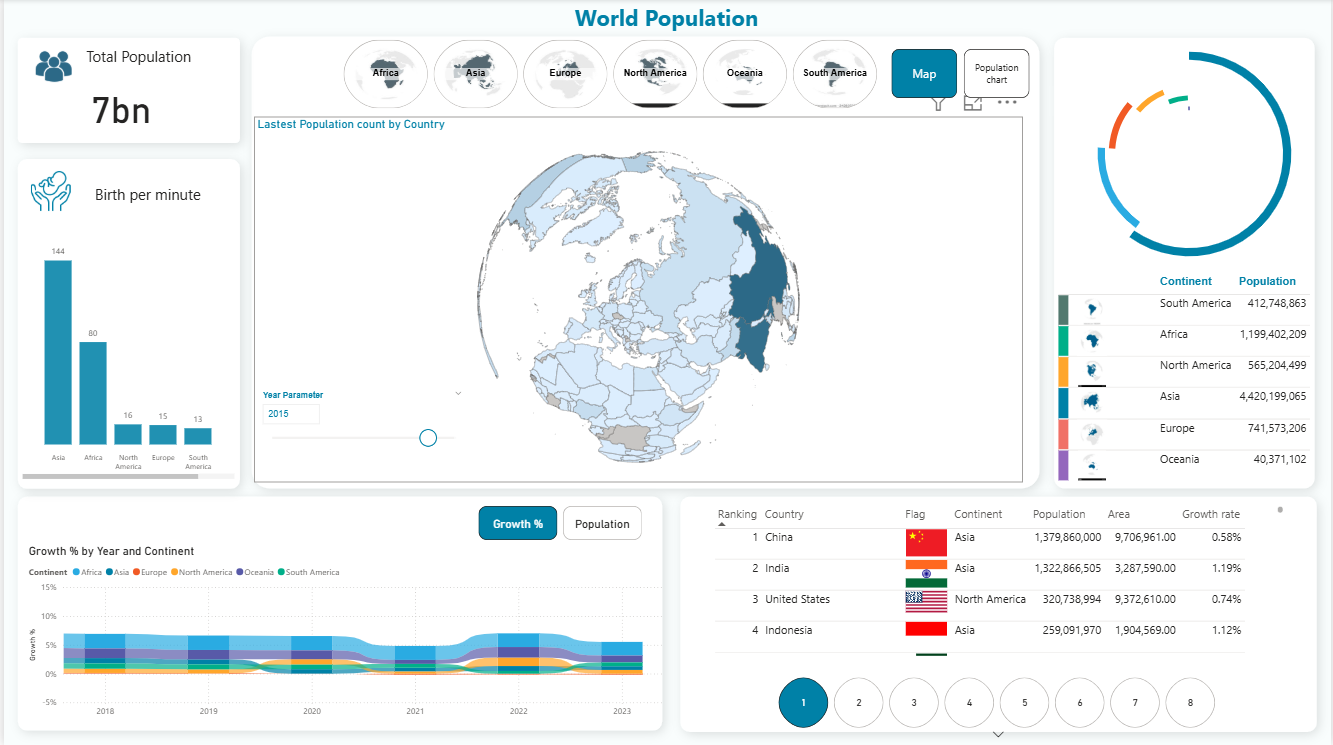 World Population
Total Population
7bn
Birth per minute
144
80
16
15
13
Asia
Africa
North America
Europe
South America
Africa
Asia
Europe
North America
Oceania
South America
Map
Population chart
Lastest Population count by Country
Year Parameter
2015
Continent Population
South America 412,748,863
Africa 1,199,402,209
North America 565,204,499
Asia 4,420,199,065
Europe 741,573,206
Oceania 40,371,102
Growth %
Population
Growth % by Year and Continent
Continent Africa Asia Europe North America Oceania South America
Growth %
15%
10%
5%
0%
-5%
2018 2019 2020 2021 2022 2023
Ranking Country Flag Continent Population Area Growth rate
1 China Asia 1,379,860,000 9,706,961.00 0.58%
2 India Asia 1,322,866,505 3,287,590.00 1.19%
3 United States North America 320,738,994 9,372,610.00 0.74%
4 Indonesia Asia 259,091,970 1,904,569.00 1.12%
1 2 3 4 5 6 7 8